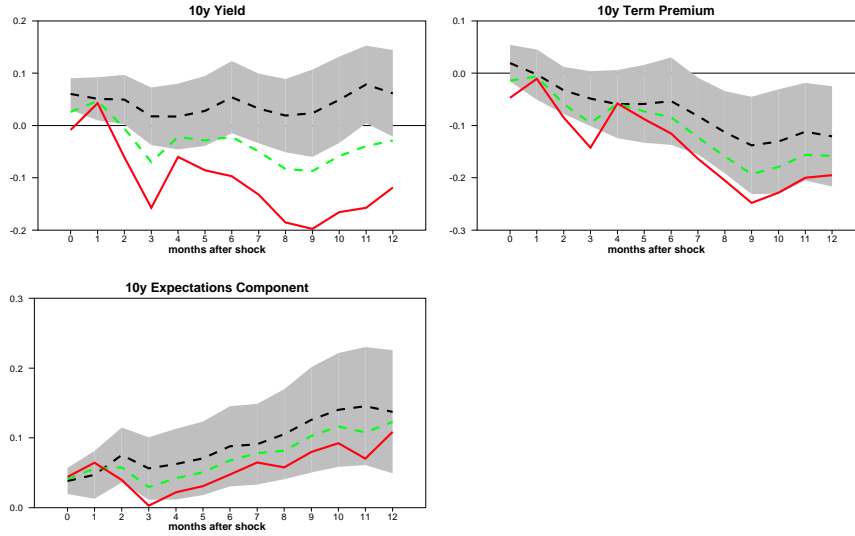 10y Yield
0.2
0.1
0.0
-0.1
-0.2
0 1 2 3 4 5 6 7 8 9 10 11 12
months after shock
10y Term Premium
0.1
0.0
-0.1
-0.2
-0.3
0 1 2 3 4 5 6 7 8 9 10 11 12
months after shock
10y Expectations Component
0.3
0.2
0.1
0.0
0 1 2 3 4 5 6 7 8 9 10 11 12
months after shock